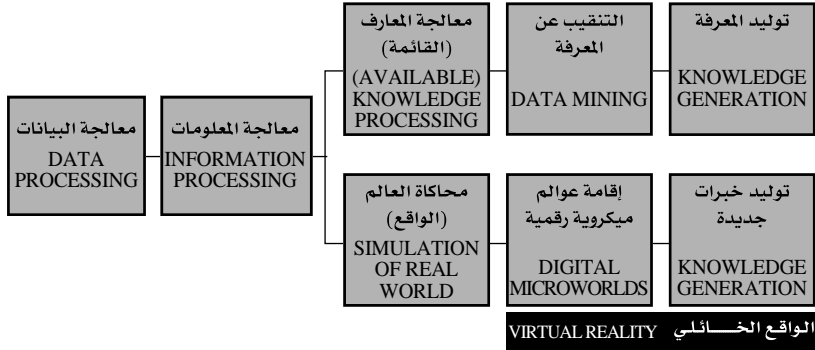 معالجة البيانات
DATA
PROCESSING
معالجة المعلومات
INFORMATION
PROCESSING
معالجة المعارف
(القائمة)
(AVAILABLE)
KNOWLEDGE
PROCESSING
التنقيب عن
المعرفة
DATA MINING
توليد المعرفة
KNOWLEDGE
GENERATION
محاكاة العالم
(الواقع)
SIMULATION
OF REAL
WORLD
إقامة عوالم
ميكروية رقمية
DIGITAL
MICROWORLDS
توليد خبرات
جديدة
KNOWLEDGE
GENERATION
VIRTUAL REALITY الواقع الخائلي